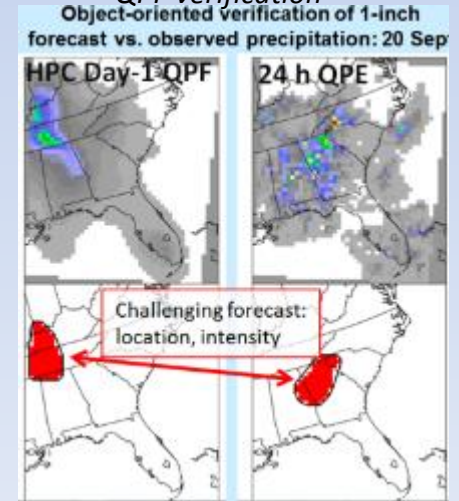 QPF verification
Object-oriented verification of 1-inch
forecast vs. observed precipitation: 20 Sep
HPC Day-1 QPF
24 h QPE
Challenging forecast:
location, intensity